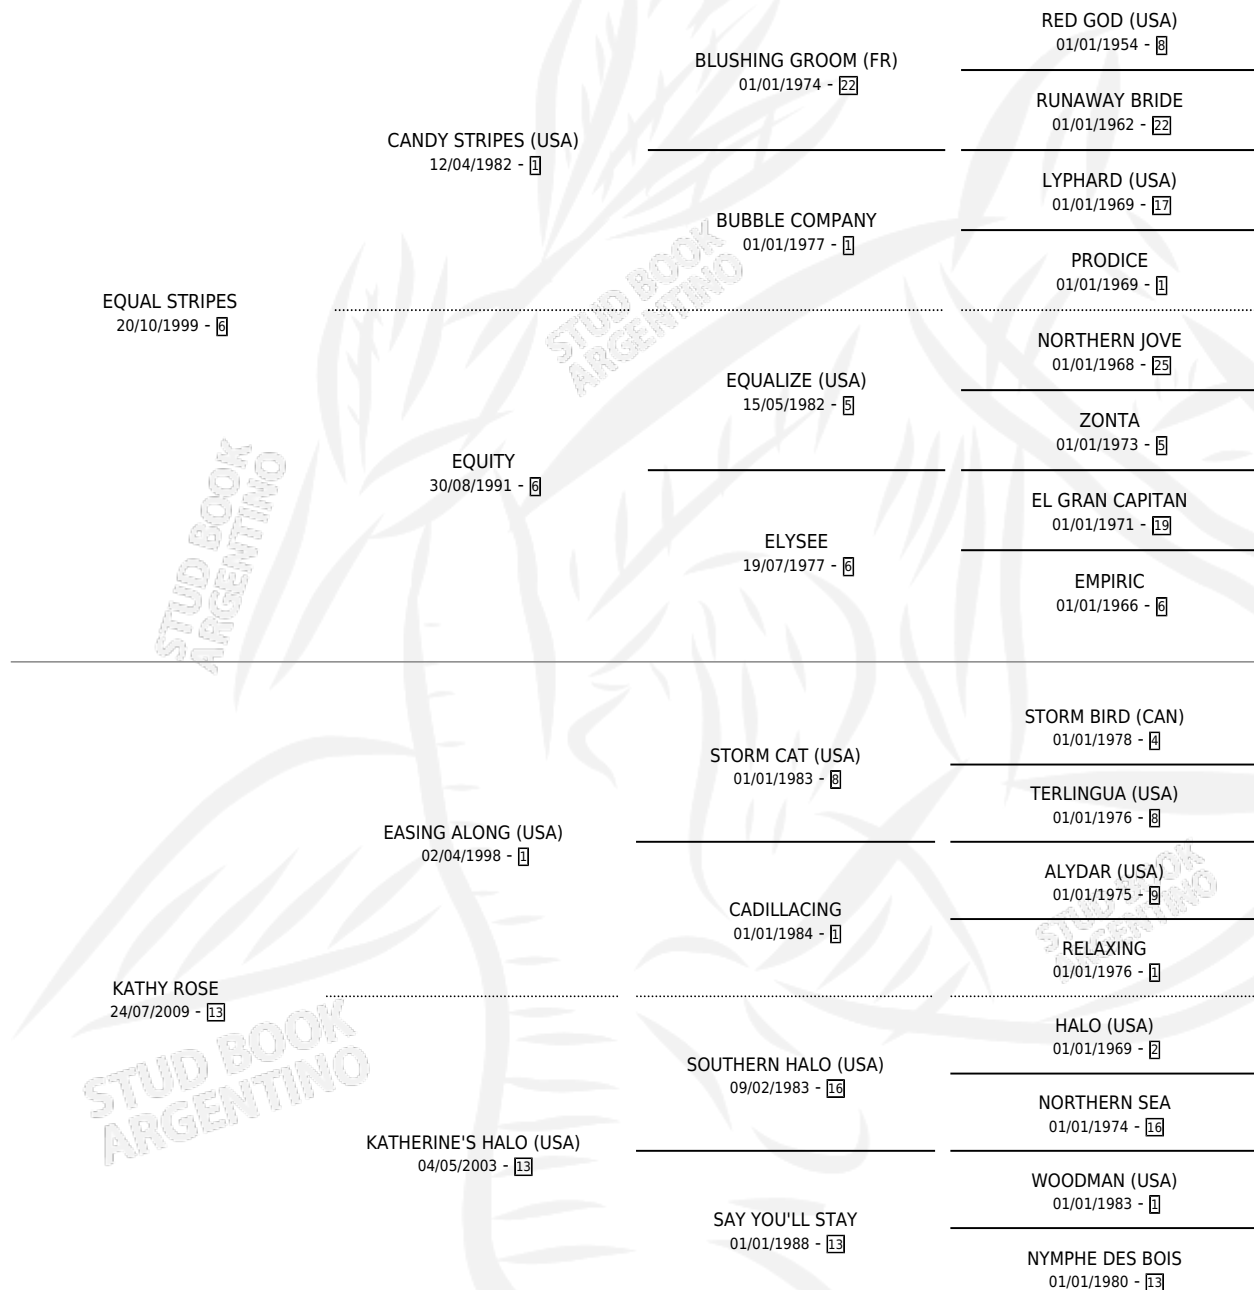 RED GOD (USA)
01/01/1954 - 8
BLUSHING GROOM (FR)
01/01/1974 - 22
RUNAWAY BRIDE
01/01/1962 - 22
CANDY STRIPES (USA)
12/04/1982 - 1
LYPHARD (USA)
01/01/1969 - 17
BUBBLE COMPANY
01/01/1977 - 1
PRODICE
01/01/1969 - 1
EQUAL STRIPES
20/10/1999 - 6
STUD BOOK
ARGENTINO
NORTHERN JOVE
01/01/1968 - 25
EQUALIZE (USA)
15/05/1982 - 5
ZONTA
01/01/1973 - 5
EQUITY
30/08/1991 - 6
EL GRAN CAPITAN
01/01/1971 - 19
ELYSEE
19/07/1977 - 6
EMPIRIC
01/01/1966 - 6
STUD BOOK
ARGENTINO
STORM BIRD (CAN)
01/01/1978 - 4
STORM CAT (USA)
01/01/1983 - 8
TERLINGUA (USA)
01/01/1976 - 8
EASING ALONG (USA)
02/04/1998 - 1
ALYDAR (USA)
01/01/1975 - 9
CADILLACING
01/01/1984 - 1
STUD BOOK
ARGENTINO
RELAXING
01/01/1976 - 1
KATHY ROSE
24/07/2009 - 13
STUD BOOK
ARGENTINO
HALO (USA)
01/01/1969 - 2
SOUTHERN HALO (USA)
09/02/1983 - 16
NORTHERN SEA
01/01/1974 - 16
KATHERINE'S HALO (USA)
04/05/2003 - 13
WOODMAN (USA)
01/01/1983 - 1
SAY YOU'LL STAY
01/01/1988 - 13
NYMPHE DES BOIS
01/01/1980 - 13